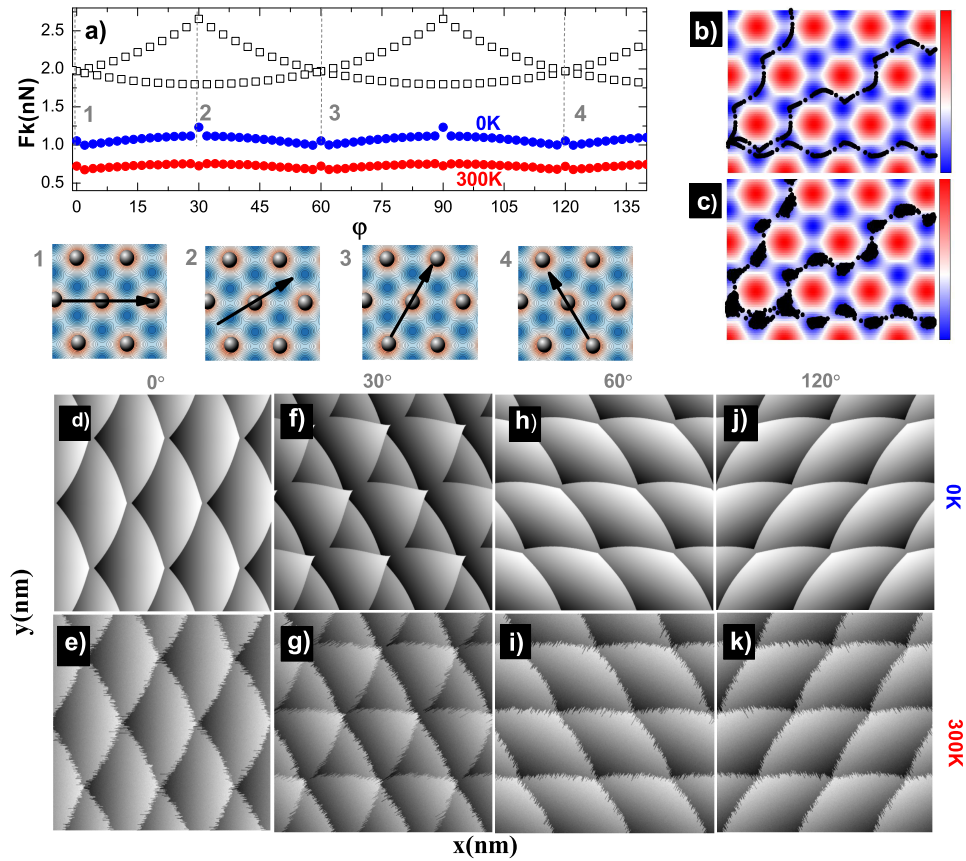 a)
Fk(nN)
2.5
2.0
1.5
1.0
0.5
1
2
3
4
0K
300K
0 15 30 45 60 75 90 105 120 135
φ
b)
c)
1
2
3
4
0° 30° 60° 120°
d) f) h) j)
0K
e) g) i) k)
300K
y(nm)
x(nm)